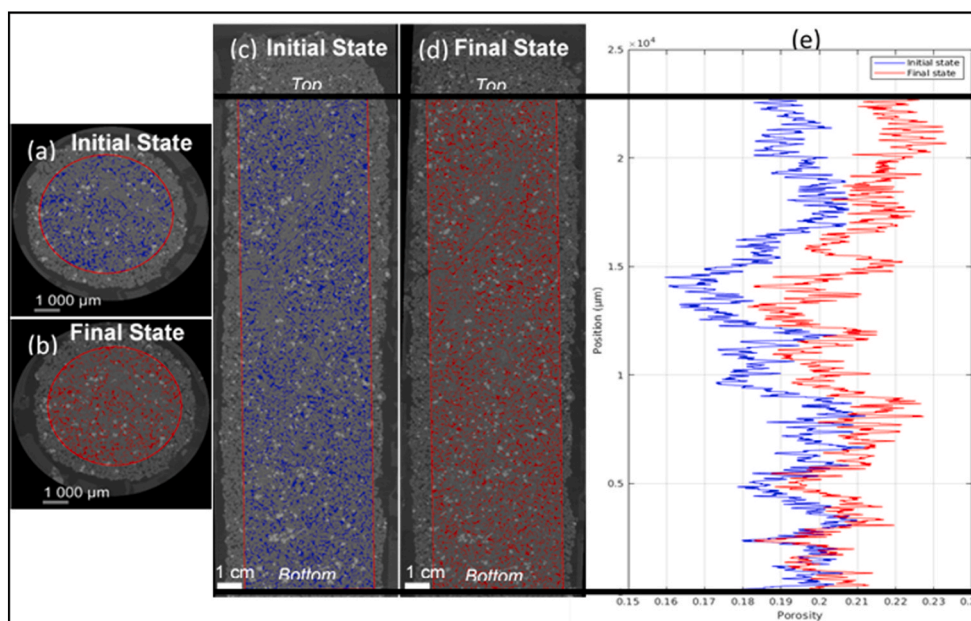 (a) Initial State
1 000 µm
(b) Final State
1 000 µm
(c) Initial State
Top
Bottom
1 cm
(d) Final State
Top
Bottom
1 cm
(e)
×10⁴
2.5
2
1.5
1
0.5
Position (µm)
Initial state
Final state
0.15 0.16 0.17 0.18 0.19 0.2 0.21 0.22 0.23
Porosity